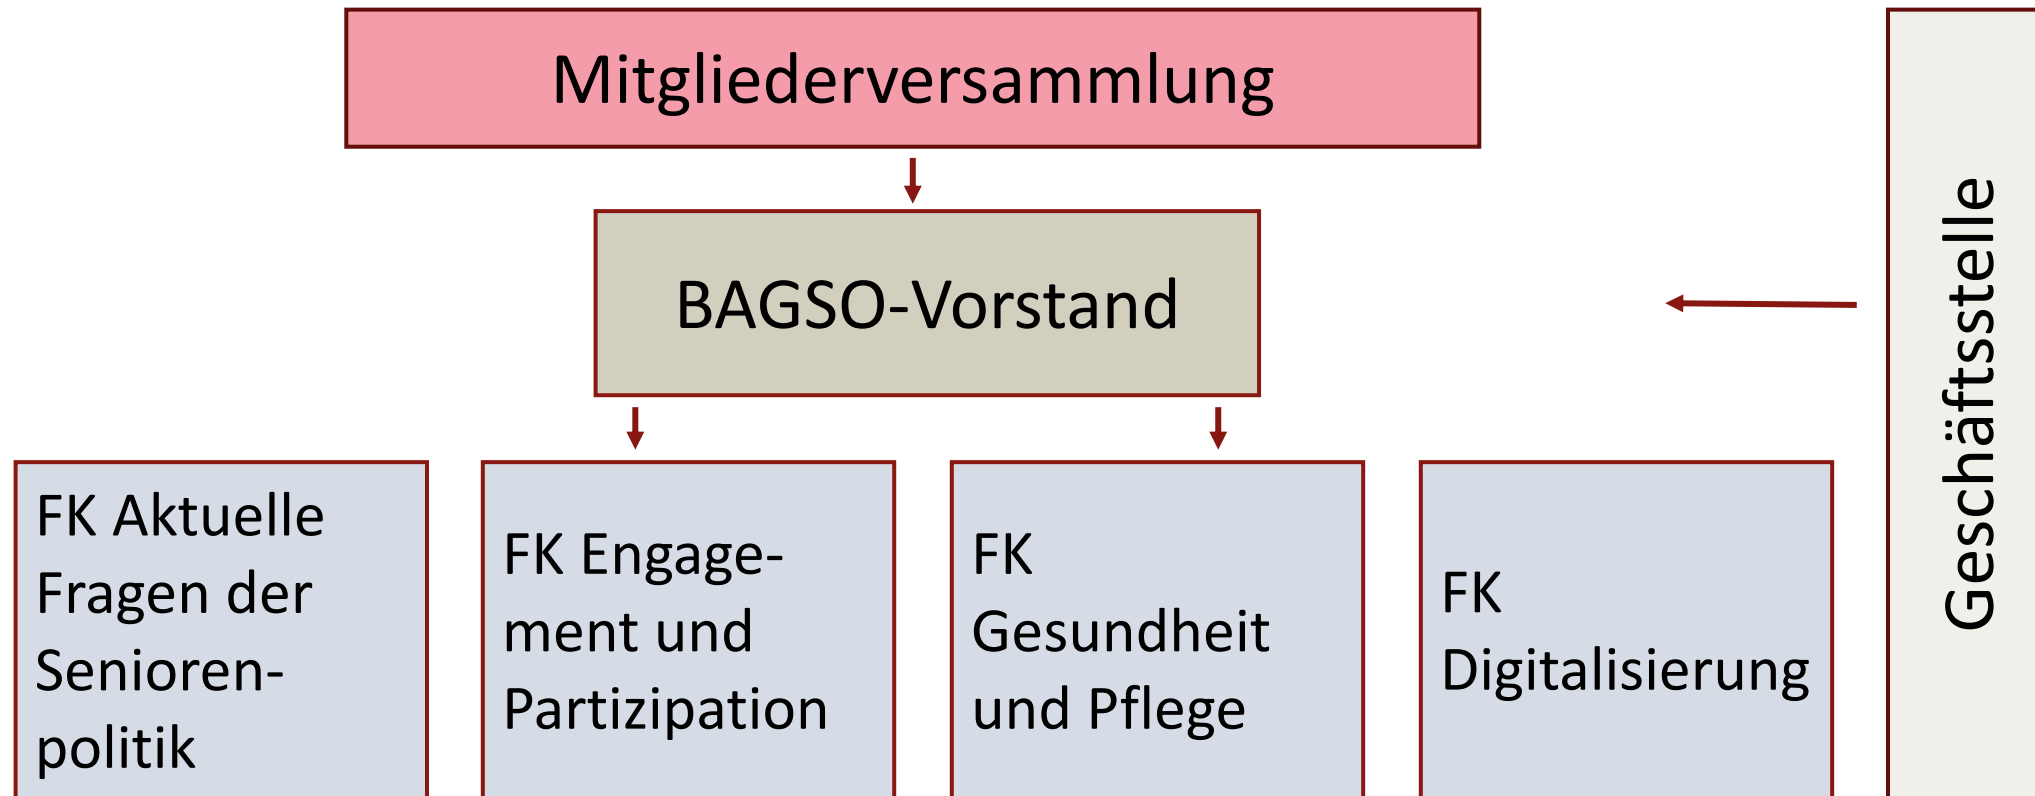 Mitgliederversammlung
BAGSO-Vorstand
FK Aktuelle
Fragen der
Senioren-
politik
FK Engage-
ment und
Partizipation
FK
Gesundheit
und Pflege
FK
Digitalisierung
Geschäftsstelle